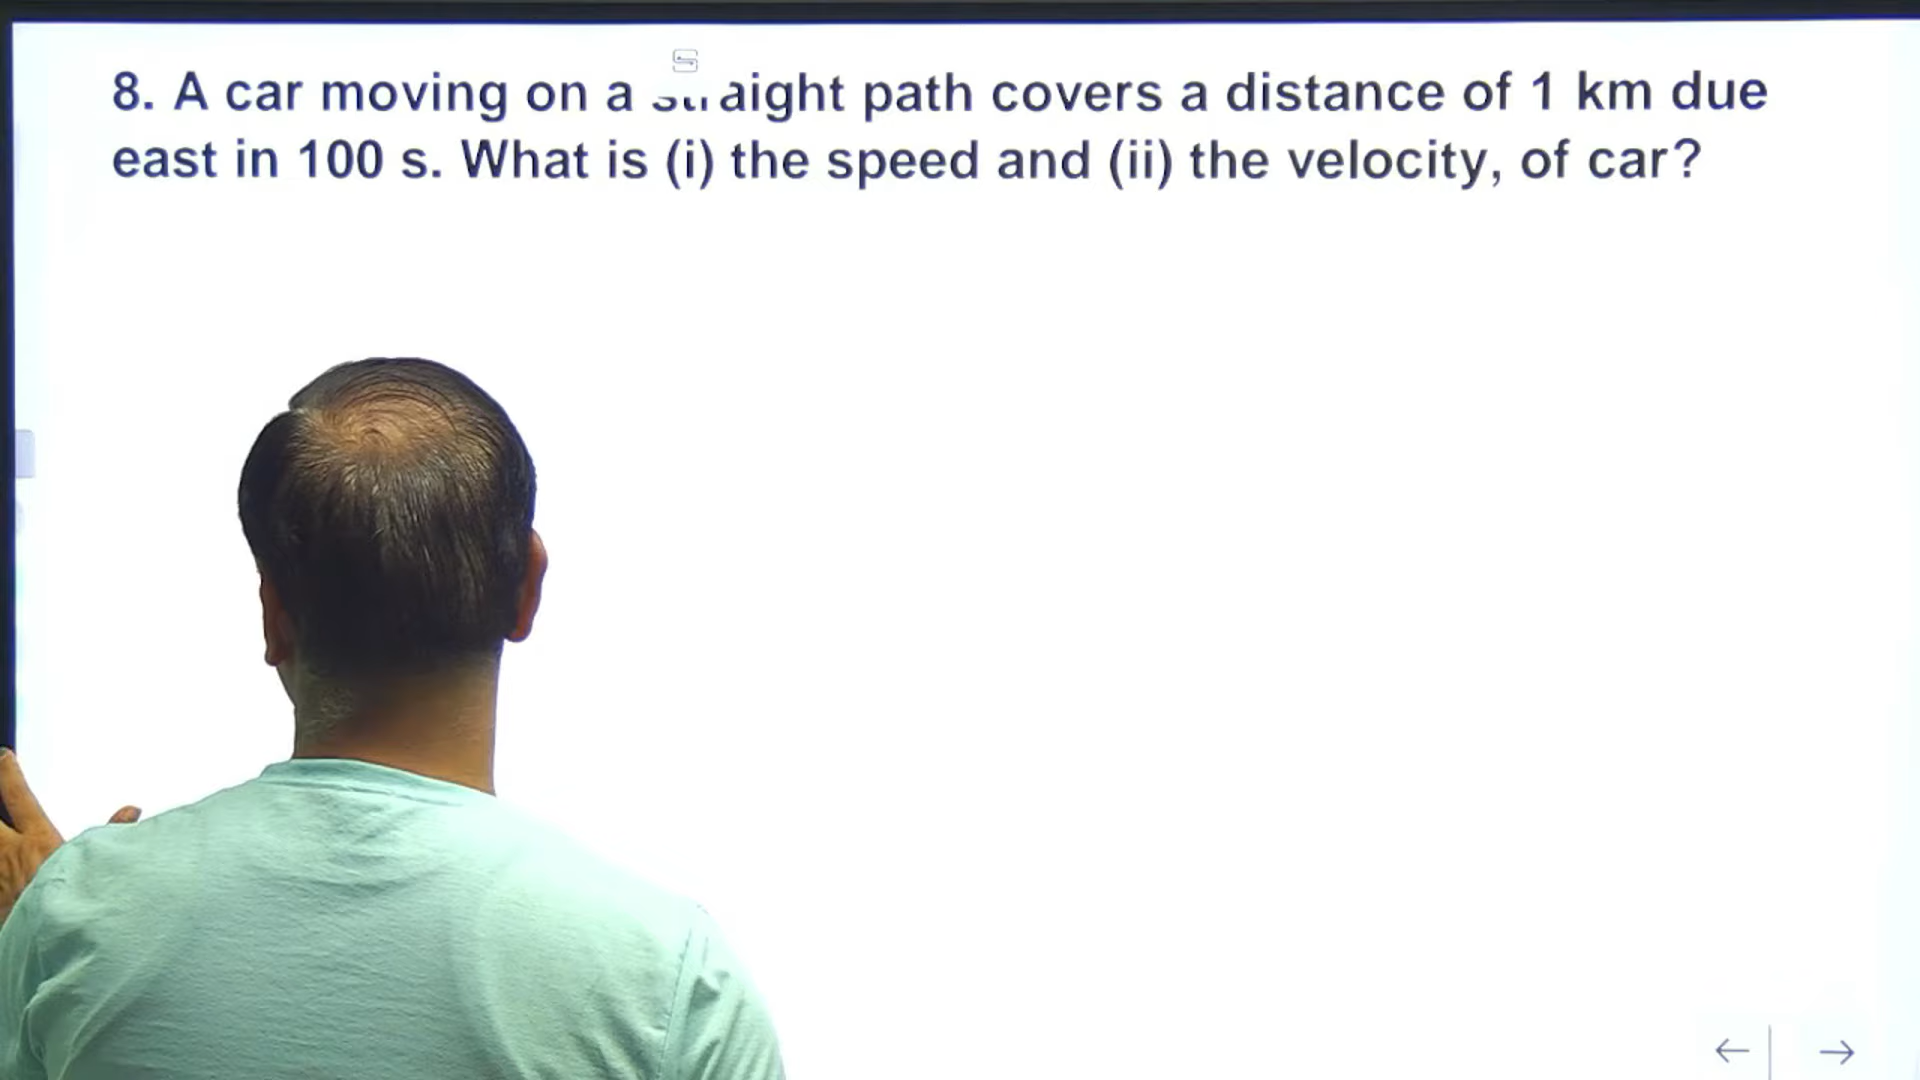 8. A car moving on a straight path covers a distance of 1 km due
east in 100 s. What is (i) the speed and (ii) the velocity, of car?